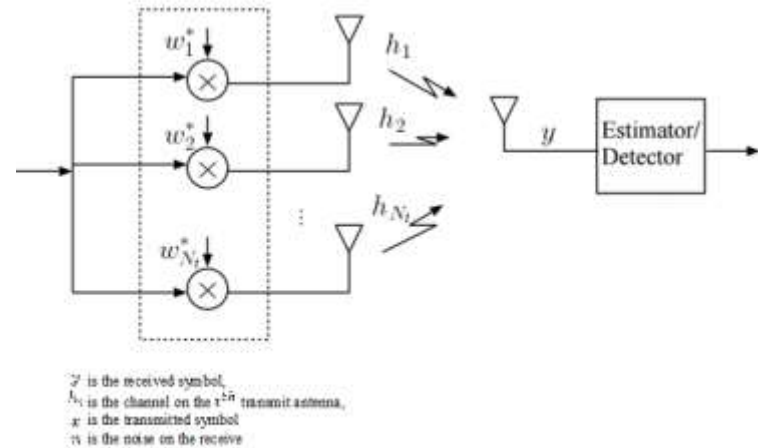 w₁*
h₁
w₂*
h₂
y
Estimator/
Detector
...
w*_{N_t}
h_{N_t}
y is the received symbol,
h_i is the channel on the i^{th} transmit antenna,
x is the transmitted symbol
n is the noise on the receive